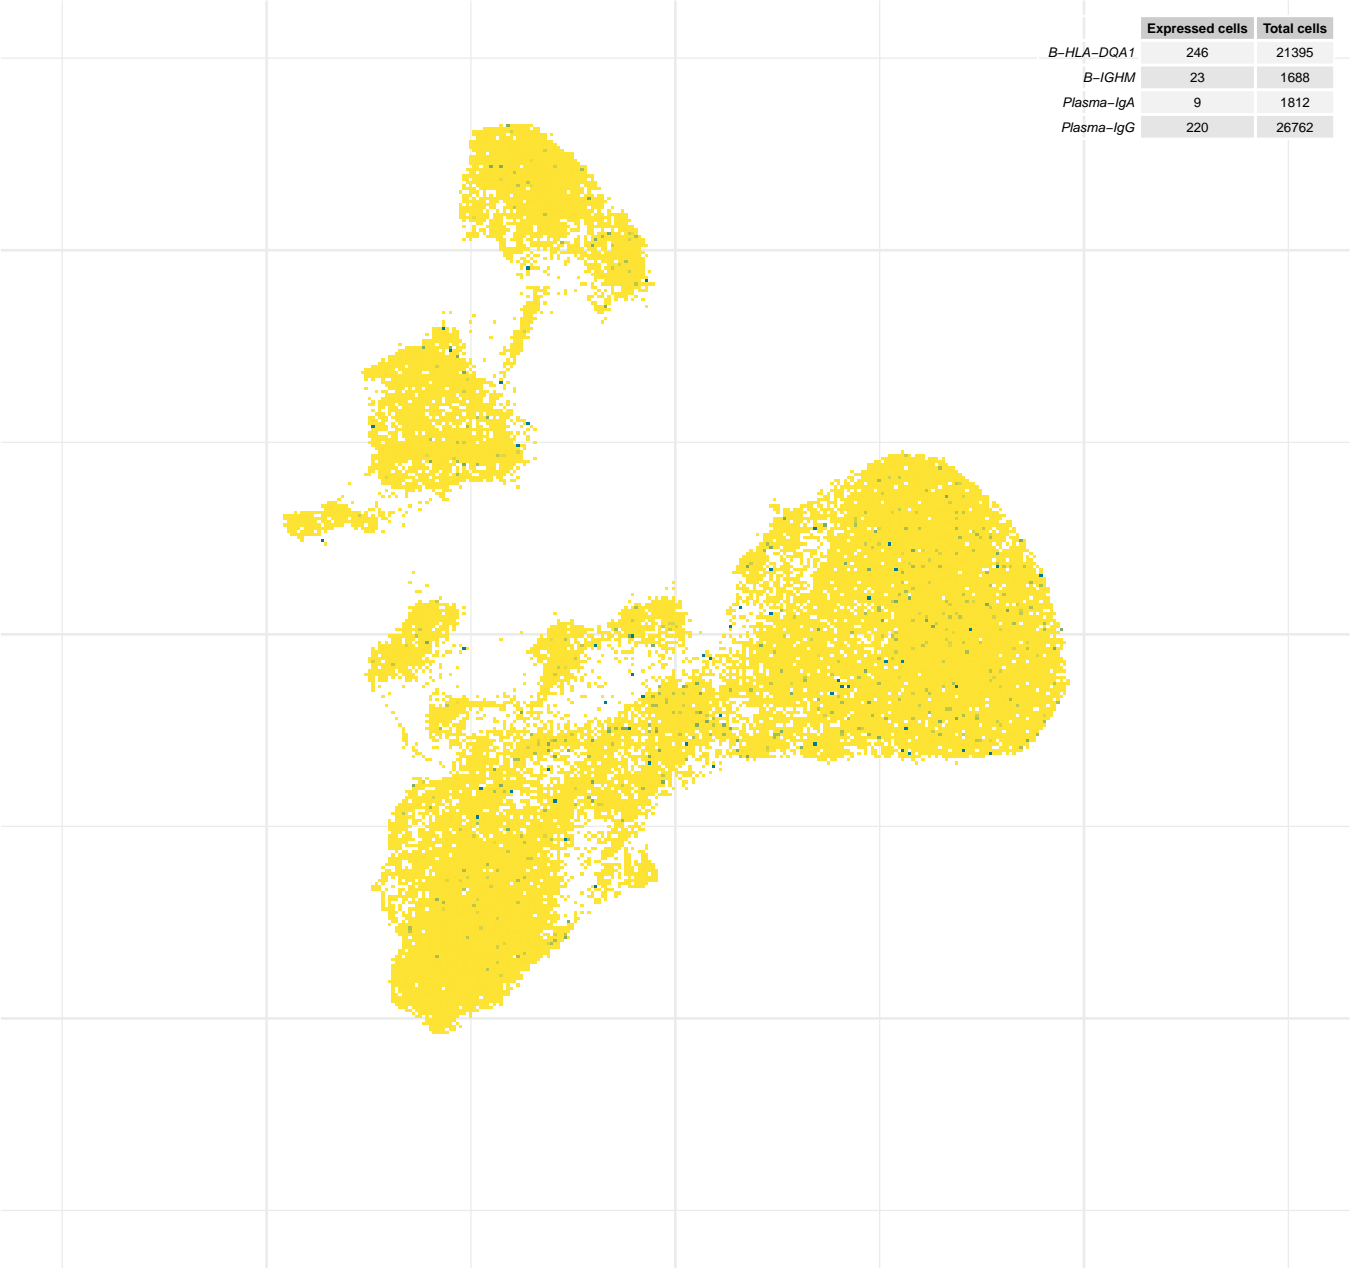 Expressed cells Total cells
B−HLA−DQA1 246 21395
B−IGHM 23 1688
Plasma−IgA 9 1812
Plasma−IgG 220 26762